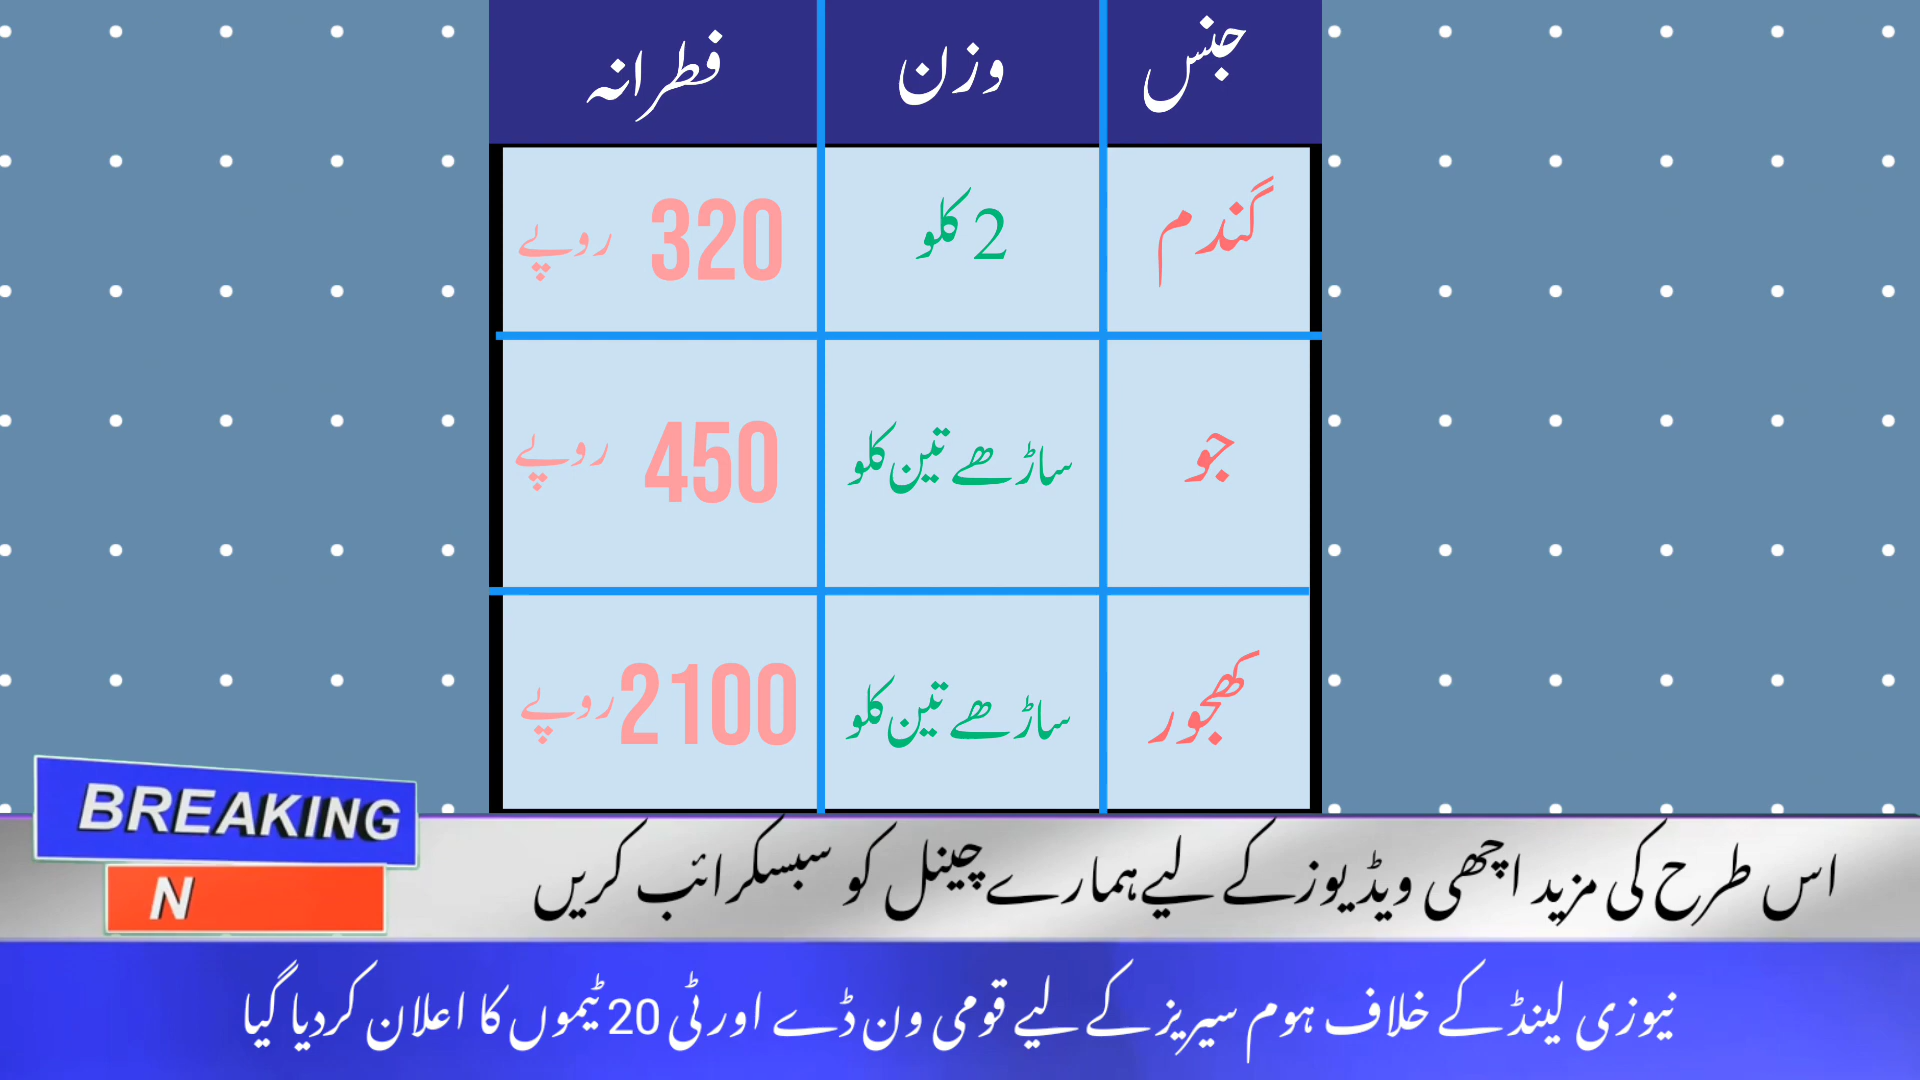 جنس وزن فطرانہ
گندم 2 کلو 320 روپے
جو ساڑھے تین کلو 450 روپے
کھجور ساڑھے تین کلو 2100 روپے
BREAKING
N
اس طرح کی مزید اچھی ویڈیوز کے لیے ہمارے چینل کو سبسکرائب کریں
نیوزی لینڈ کے خلاف ہوم سیریز کے لیے قومی ون ڈے اور ٹی 20 ٹیموں کا اعلان کردیا گیا